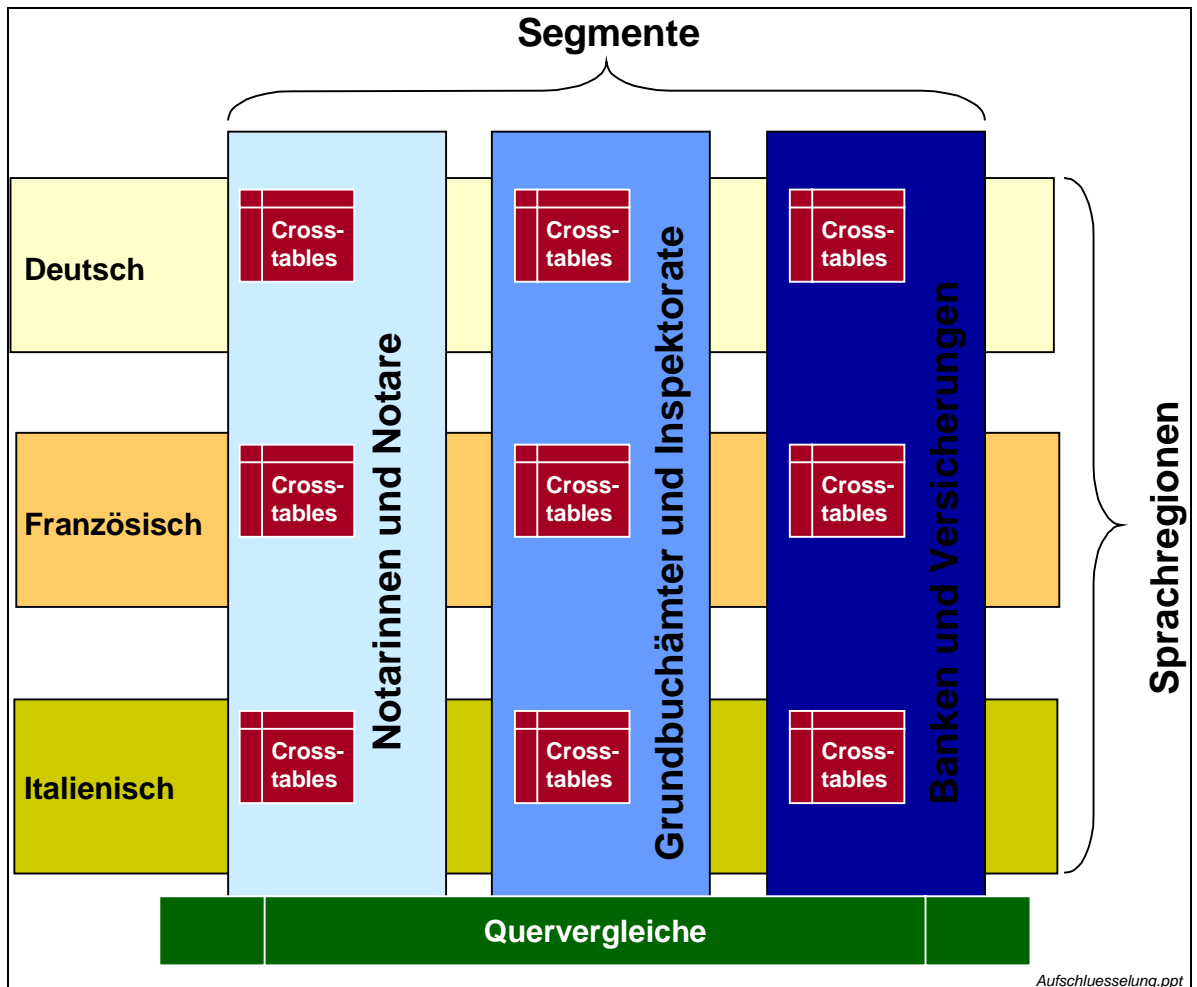 Segmente
Deutsch
Cross-
tables
Cross-
tables
Cross-
tables
Französisch
Cross-
tables
Cross-
tables
Cross-
tables
Italienisch
Cross-
tables
Cross-
tables
Cross-
tables
Notarinnen und Notare
Grundbuchämter und Inspektorate
Banken und Versicherungen
Sprachregionen
Quervergleiche
Aufschluesselung.ppt